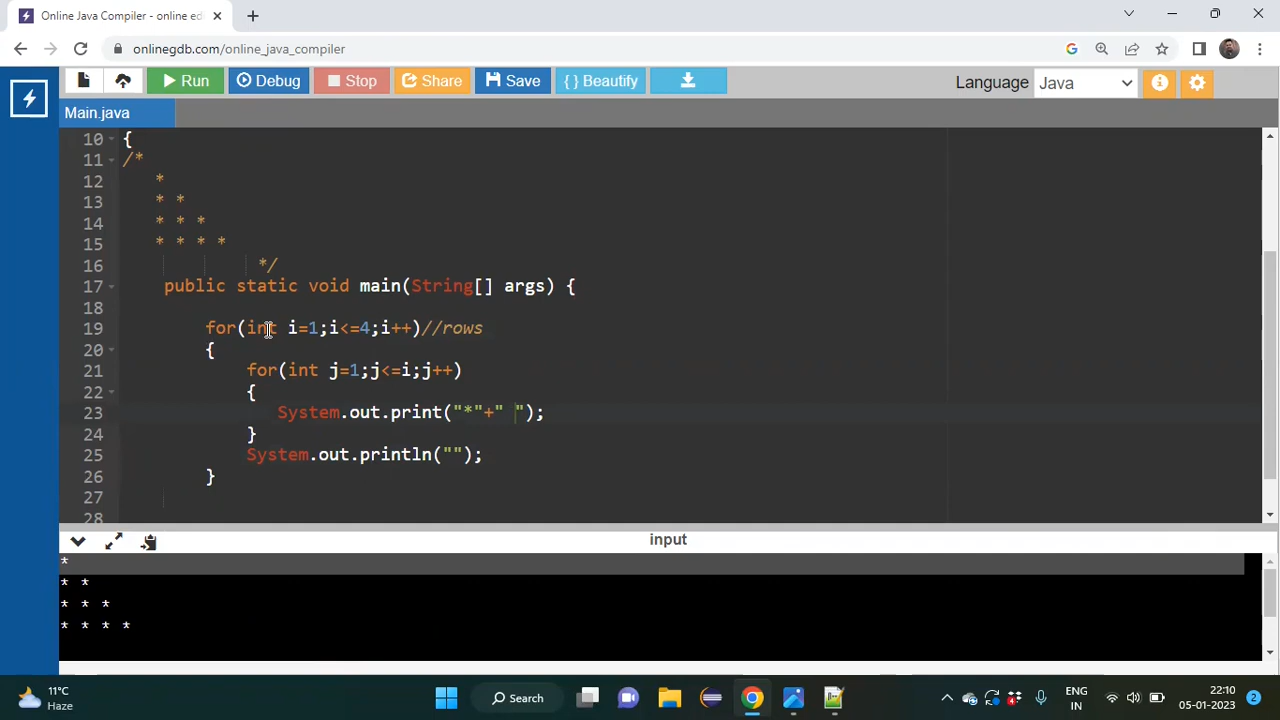 Online Java Compiler - online ed
onlinegdb.com/online_java_compiler
Run Debug Stop Share Save { } Beautify Language Java
Main.java
10 {
11 /*
12 *
13 * *
14 * * *
15 * * * *
16 */
17 public static void main(String[] args) {
18
19 for(int i=1;i<=4;i++)//rows
20 {
21 for(int j=1;j<=i;j++)
22 {
23 System.out.print("*"+" ");
24 }
25 System.out.println("");
26 }
27
28
input
*
* *
* * *
* * * *
11°C
Haze
Search
ENG
IN
22:10
05-01-2023
2